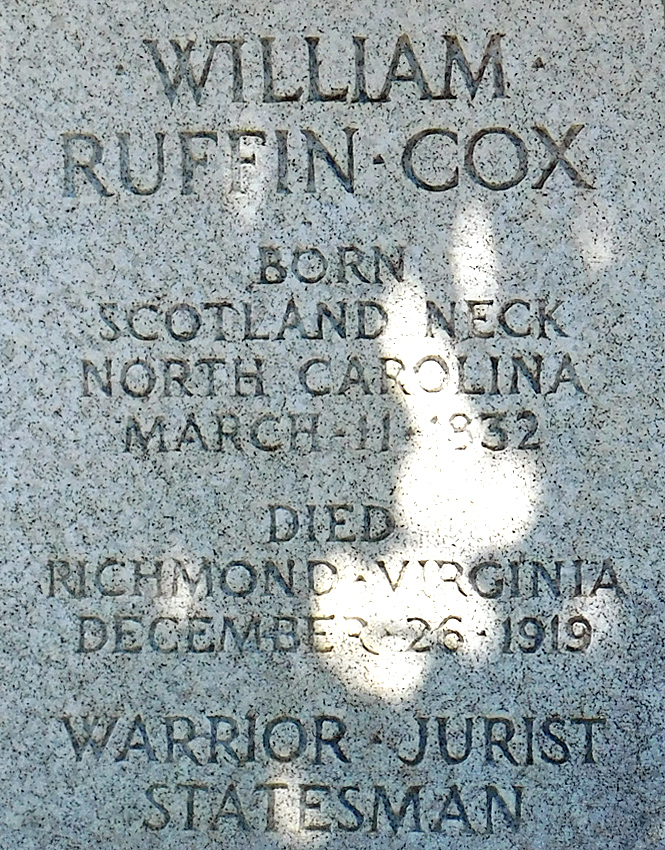 · WILLIAM ·
RUFFIN · COX
BORN
SCOTLAND NECK
NORTH CAROLINA
MARCH · 11 · 1832
DIED
RICHMOND · VIRGINIA
DECEMBER · 26 · 1919
WARRIOR · JURIST
STATESMAN